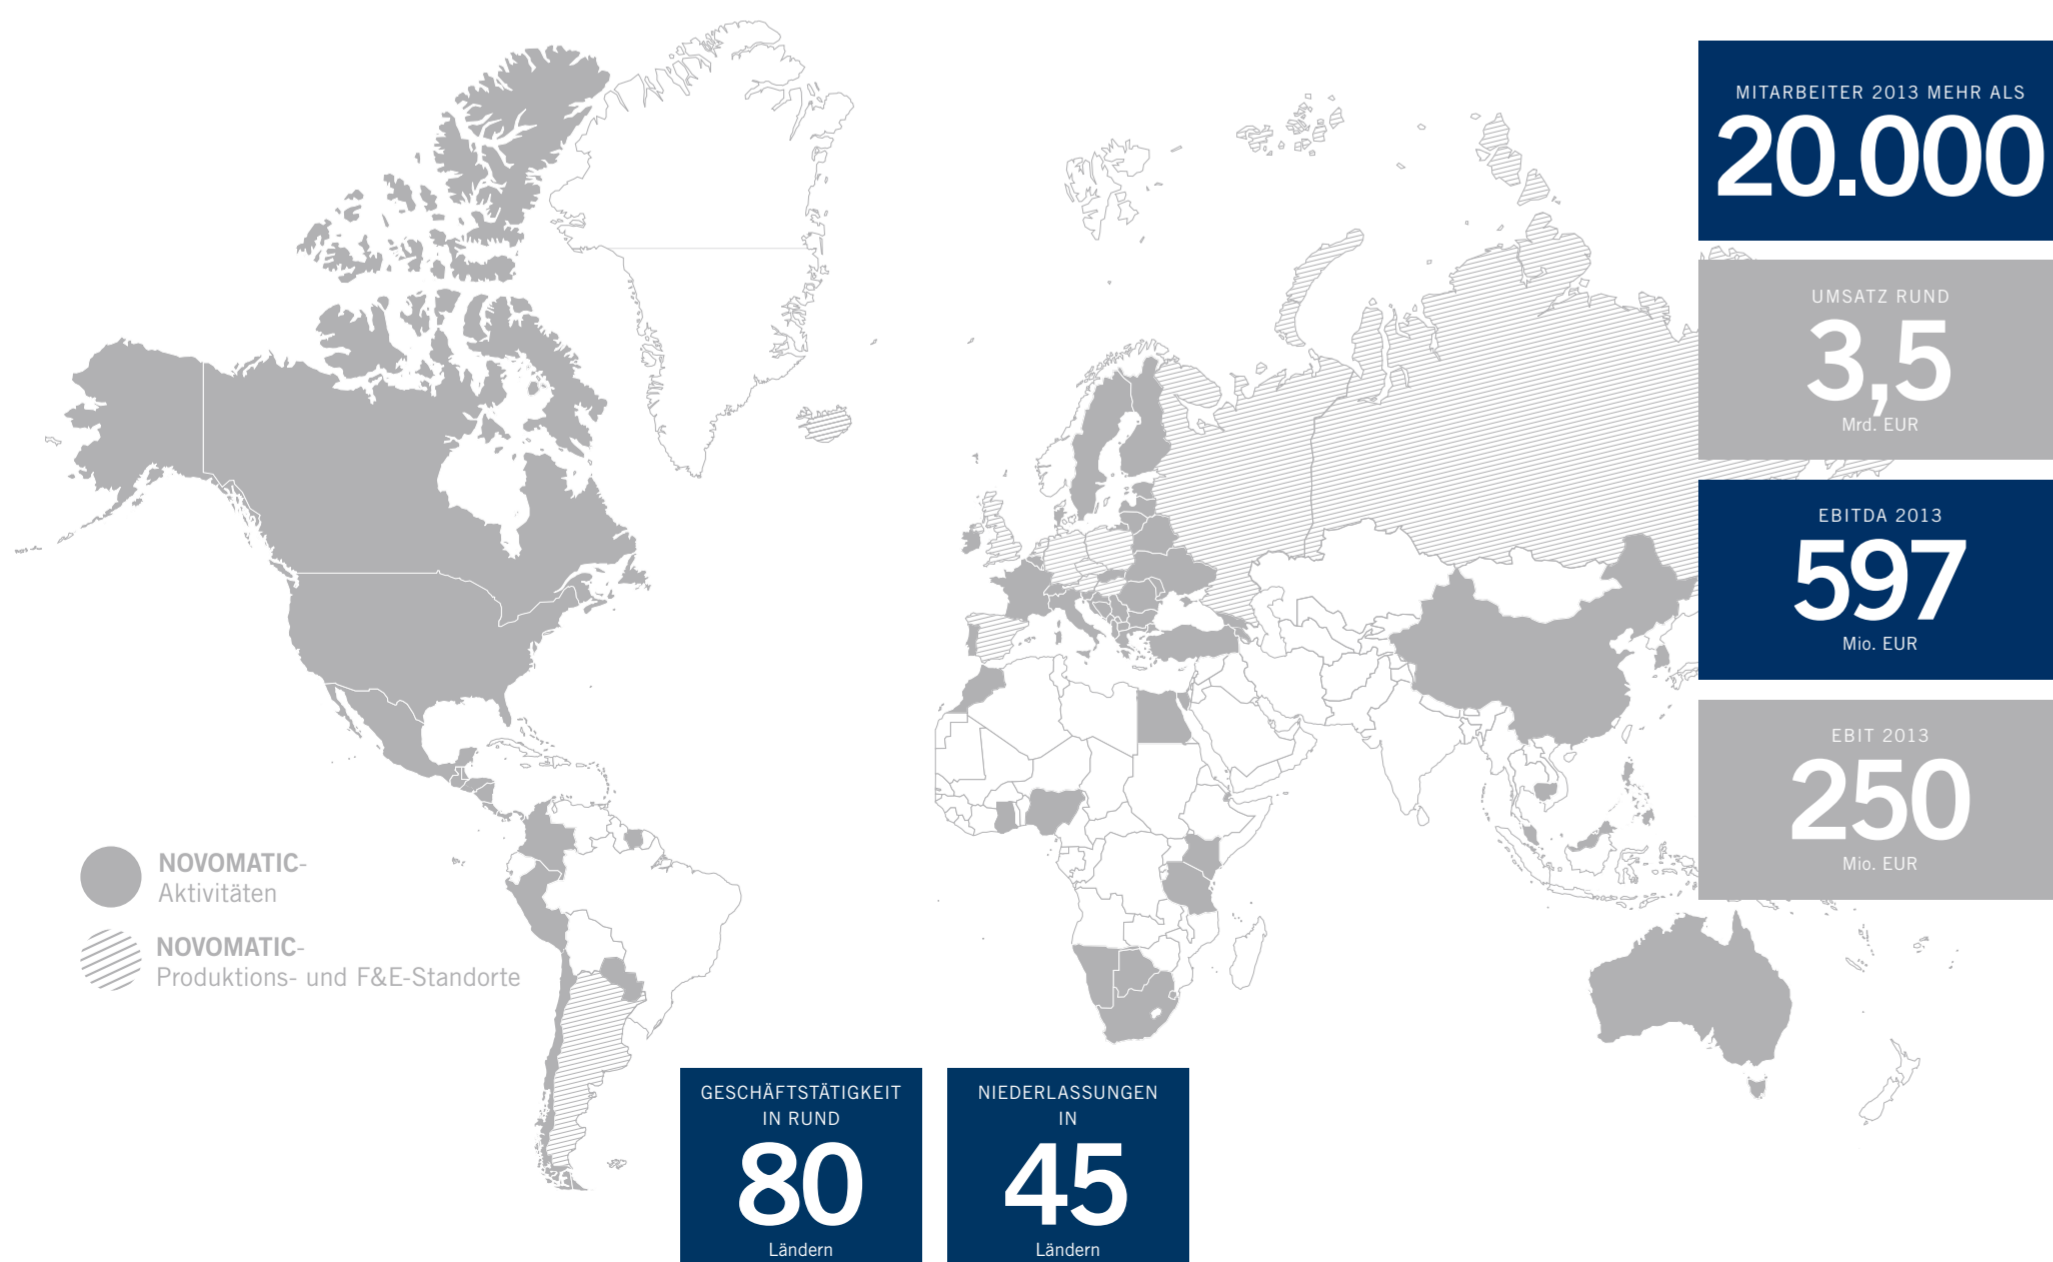 MITARBEITER 2013 MEHR ALS
20.000
UMSATZ RUND
3,5
Mrd. EUR
EBITDA 2013
597
Mio. EUR
EBIT 2013
250
Mio. EUR
NOVOMATIC-
Aktivitäten
NOVOMATIC-
Produktions- und F&E-Standorte
GESCHÄFTSTÄTIGKEIT
IN RUND
80
Ländern
NIEDERLASSUNGEN
IN
45
Ländern